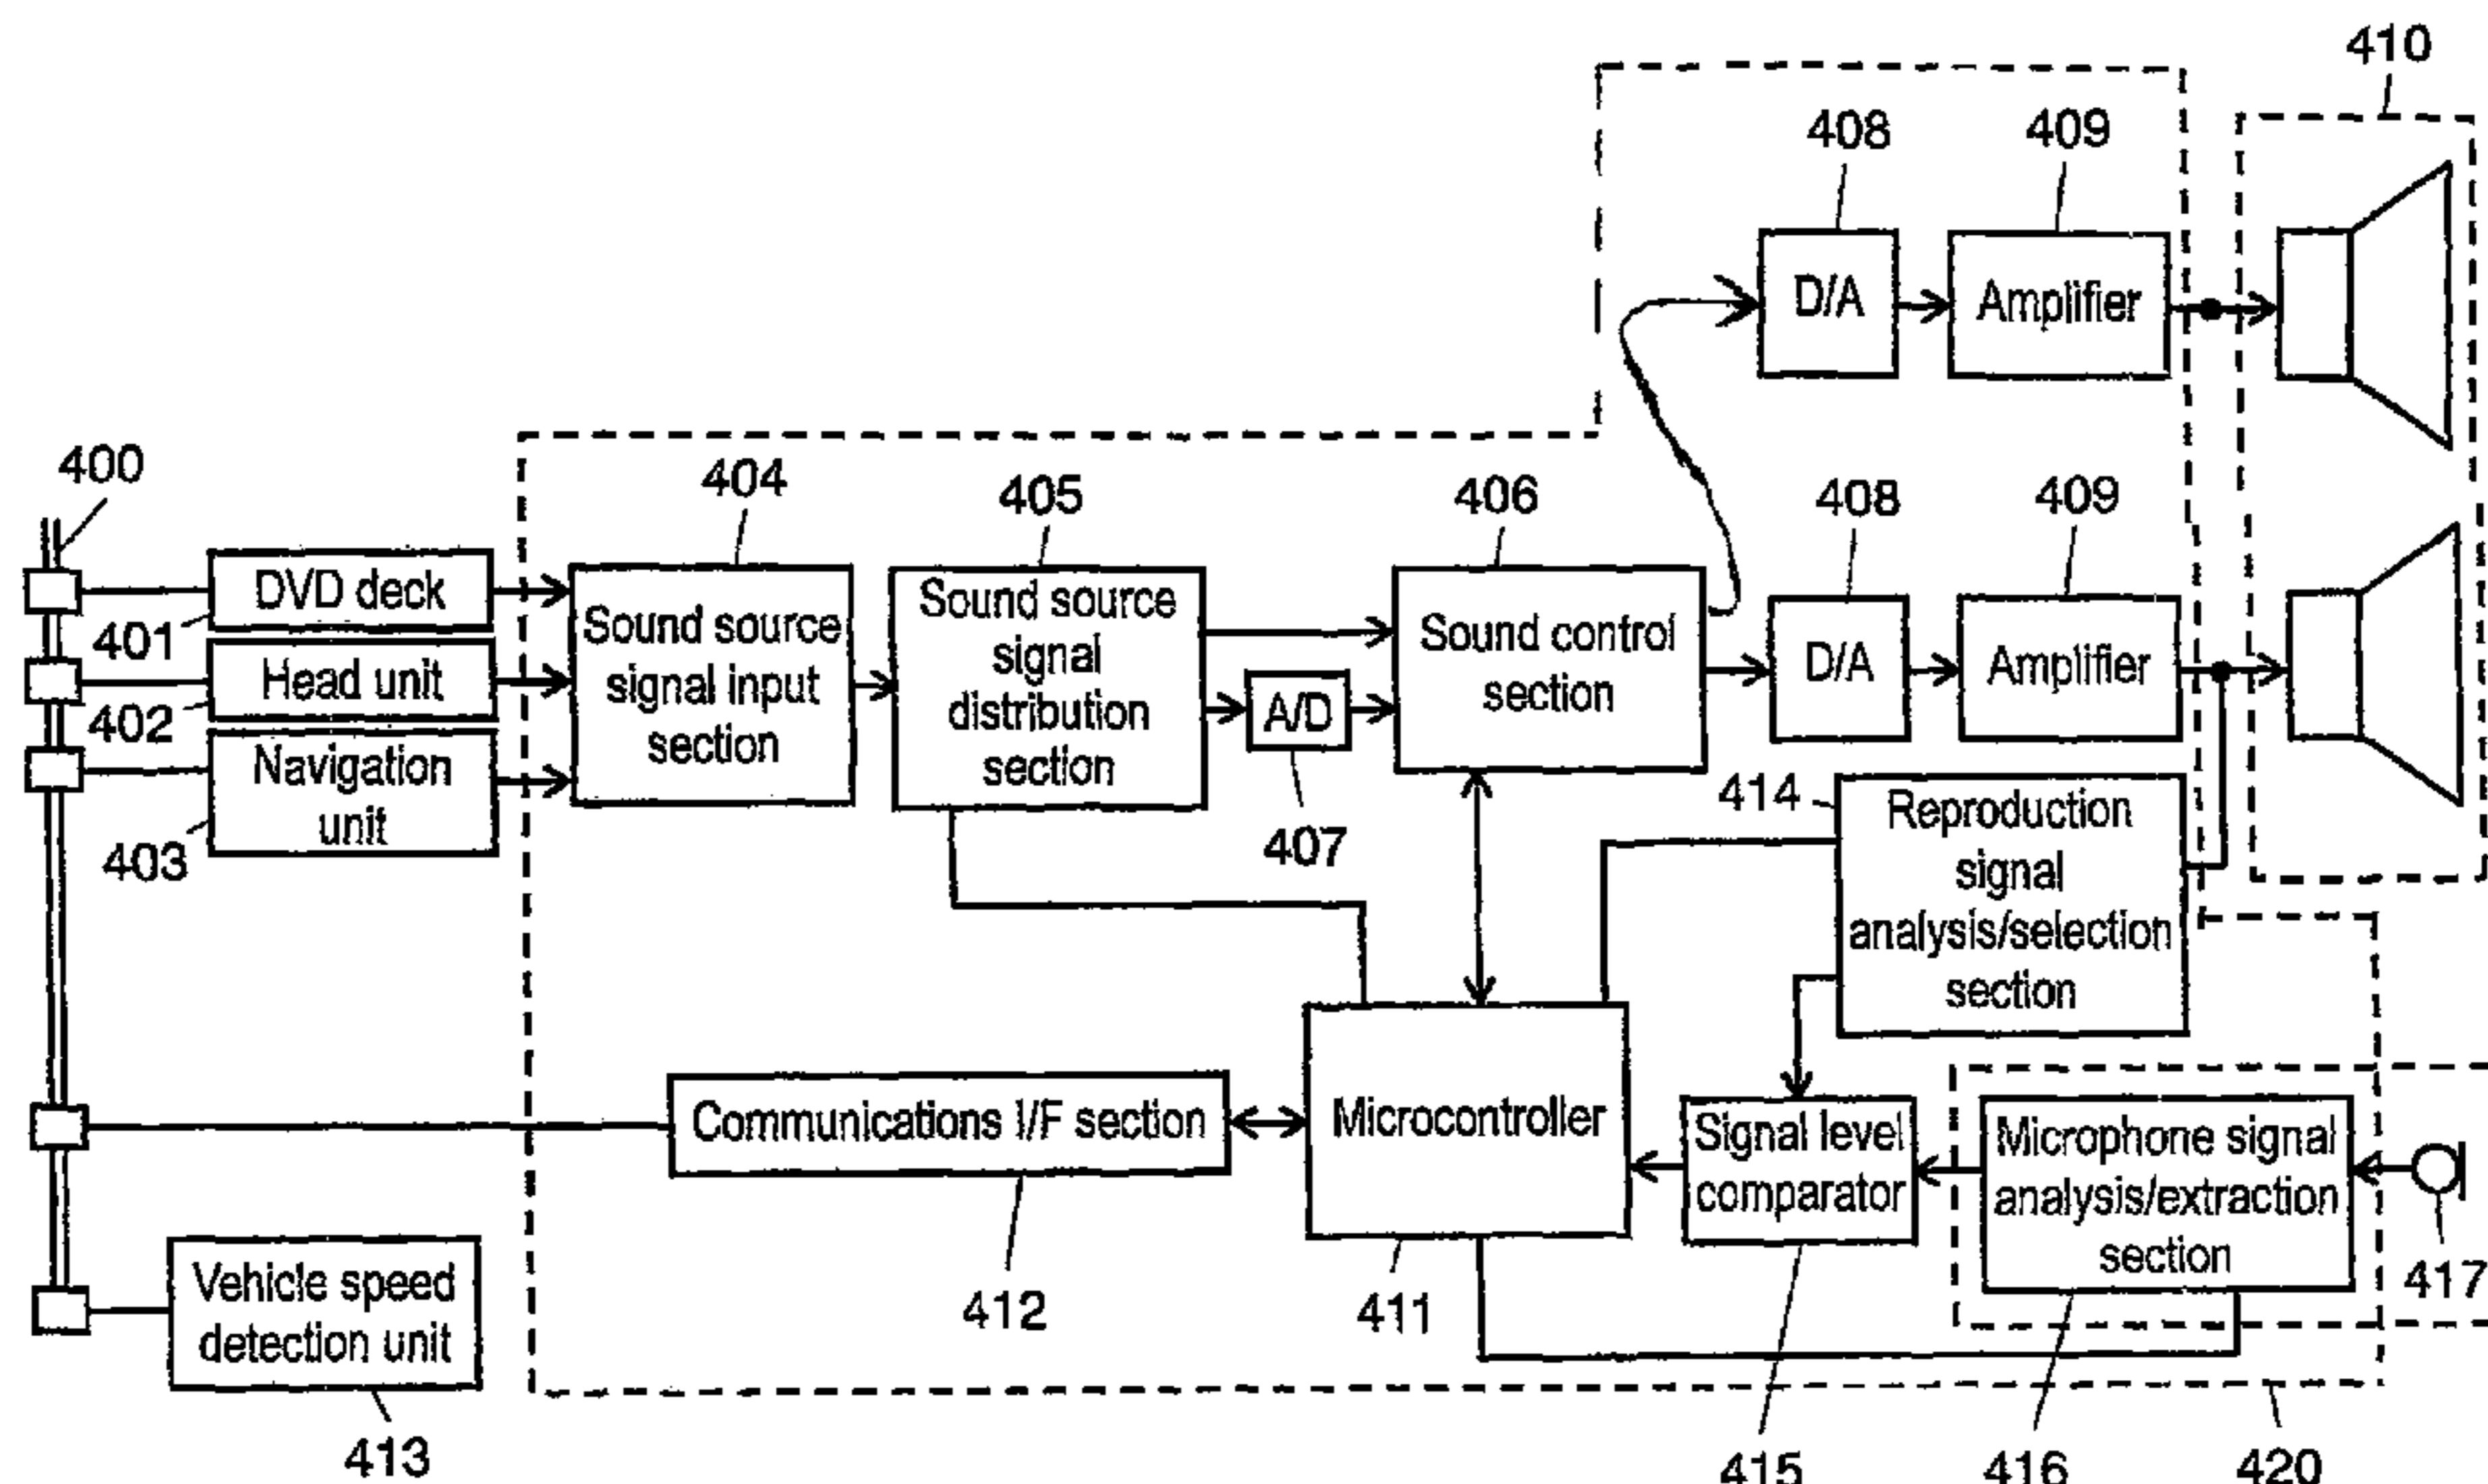 410
408
409
D/A
Amplifier
400
404
405
406
408
409
DVD deck
401
Head unit
402
Navigation
unit
403
Sound source
signal input
section
Sound source
signal
distribution
section
A/D
407
Sound control
section
D/A
Amplifier
414
Reproduction
signal
analysis/selection
section
Communications I/F section
412
Microcontroller
411
Signal level
comparator
415
Microphone signal
analysis/extraction
section
416
417
Vehicle speed
detection unit
413
420